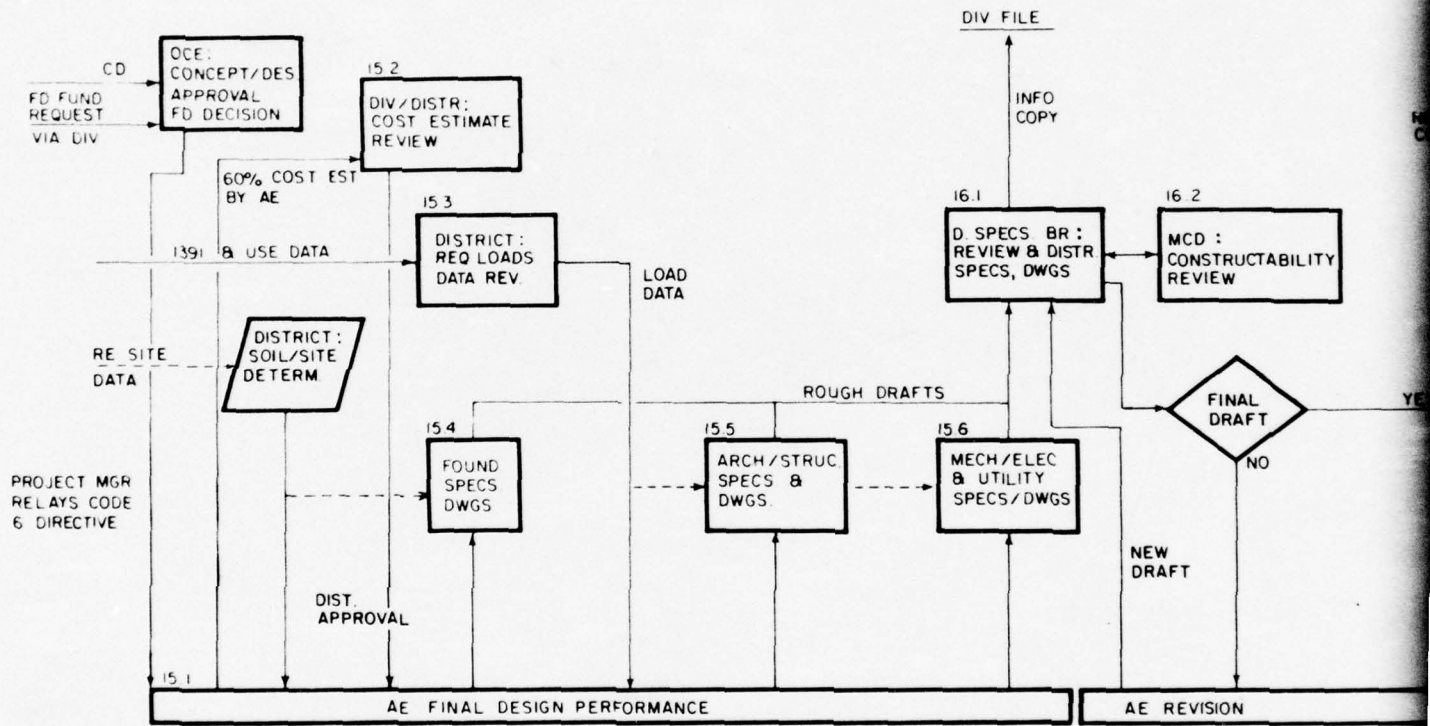 DIV FILE
OCE:
CONCEPT/DES.
APPROVAL
FD DECISION
CD
FD FUND
REQUEST
VIA DIV
15.2
DIV/DISTR:
COST ESTIMATE
REVIEW
INFO
COPY
60% COST EST
BY AE
15.3
DISTRICT:
REQ LOADS
DATA REV.
1391 & USE DATA
LOAD
DATA
16.1
D. SPECS. BR:
REVIEW & DISTR.
SPECS, DWGS
16.2
MCD:
CONSTRUCTABILITY
REVIEW
DISTRICT:
SOIL/SITE
DETERM.
RE SITE
DATA
ROUGH DRAFTS
FINAL
DRAFT
YE
NO
15.4
FOUND
SPECS
DWGS
15.5
ARCH/STRUC.
SPECS &
DWGS.
15.6
MECH/ELEC
& UTILITY
SPECS/DWGS
PROJECT MGR
RELAYS CODE
6 DIRECTIVE
NEW
DRAFT
DIST.
APPROVAL
15.1
AE FINAL DESIGN PERFORMANCE
AE REVISION